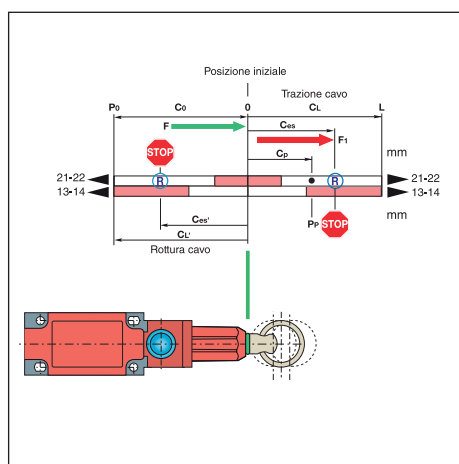 Posizione iniziale
Trazione cavo
P0 C0 0 CL L
F Ces
F1
STOP CP mm
21-22 R R 21-22
13-14 13-14
mm
Ces' PP STOP
CL'
Rottura cavo